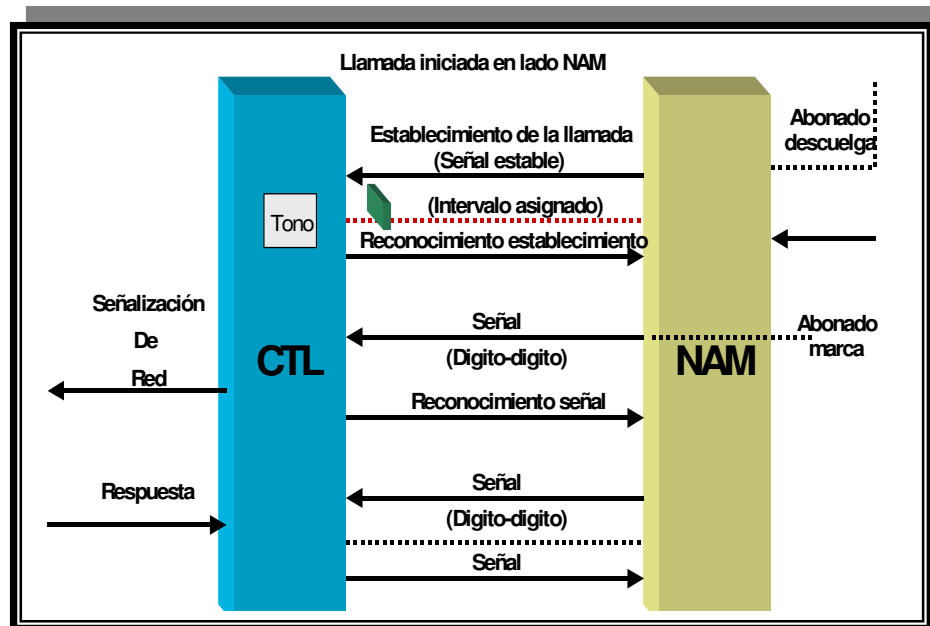 Llamada iniciada en lado NAM
Abonado
descuelga
Establecimiento de la llamada
(Señal estable)
(Intervalo asignado)
Tono
Reconocimiento establecimiento
Señalización
De
Red
Señal
(Digito-digito)
Abonado
marca
CTL
NAM
Reconocimiento señal
Respuesta
Señal
(Digito-digito)
Señal